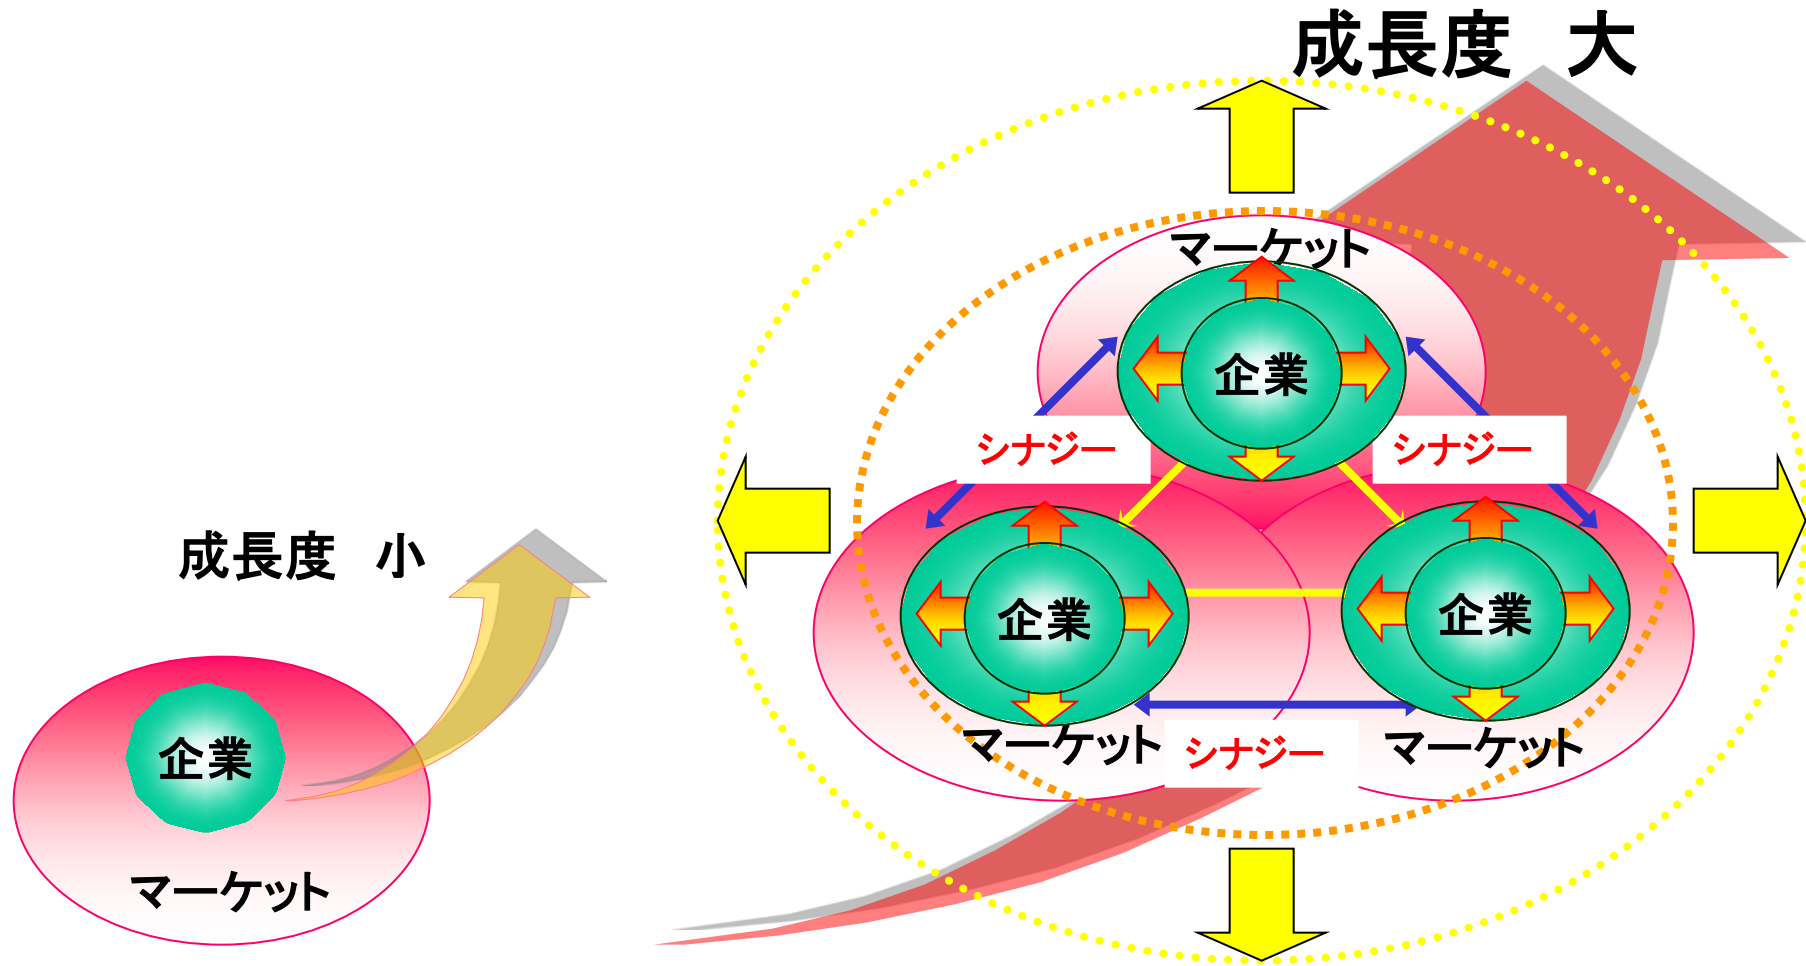 成長度 大
マーケット
企業
シナジー
シナジー
企業
企業
マーケット
シナジー
マーケット
成長度 小
企業
マーケット